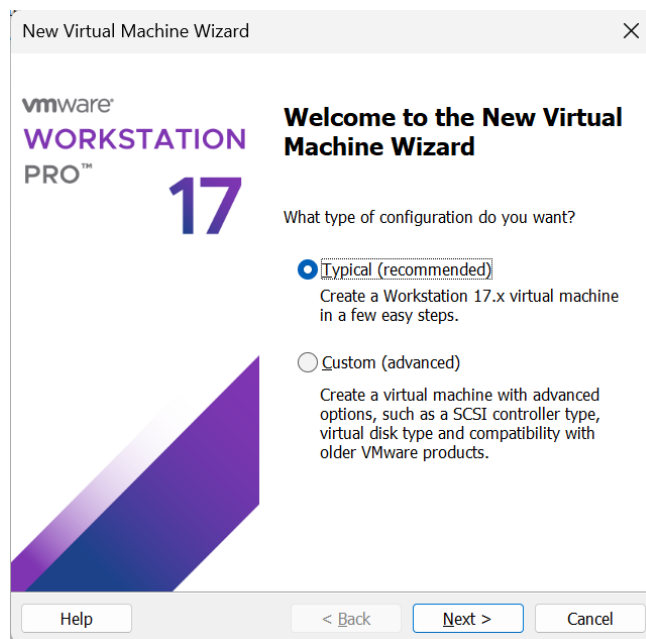 New Virtual Machine Wizard
vmware®
WORKSTATION
PRO™
17
Welcome to the New Virtual
Machine Wizard
What type of configuration do you want?
Typical (recommended)
Create a Workstation 17.x virtual machine
in a few easy steps.
Custom (advanced)
Create a virtual machine with advanced
options, such as a SCSI controller type,
virtual disk type and compatibility with
older VMware products.
Help
< Back
Next >
Cancel